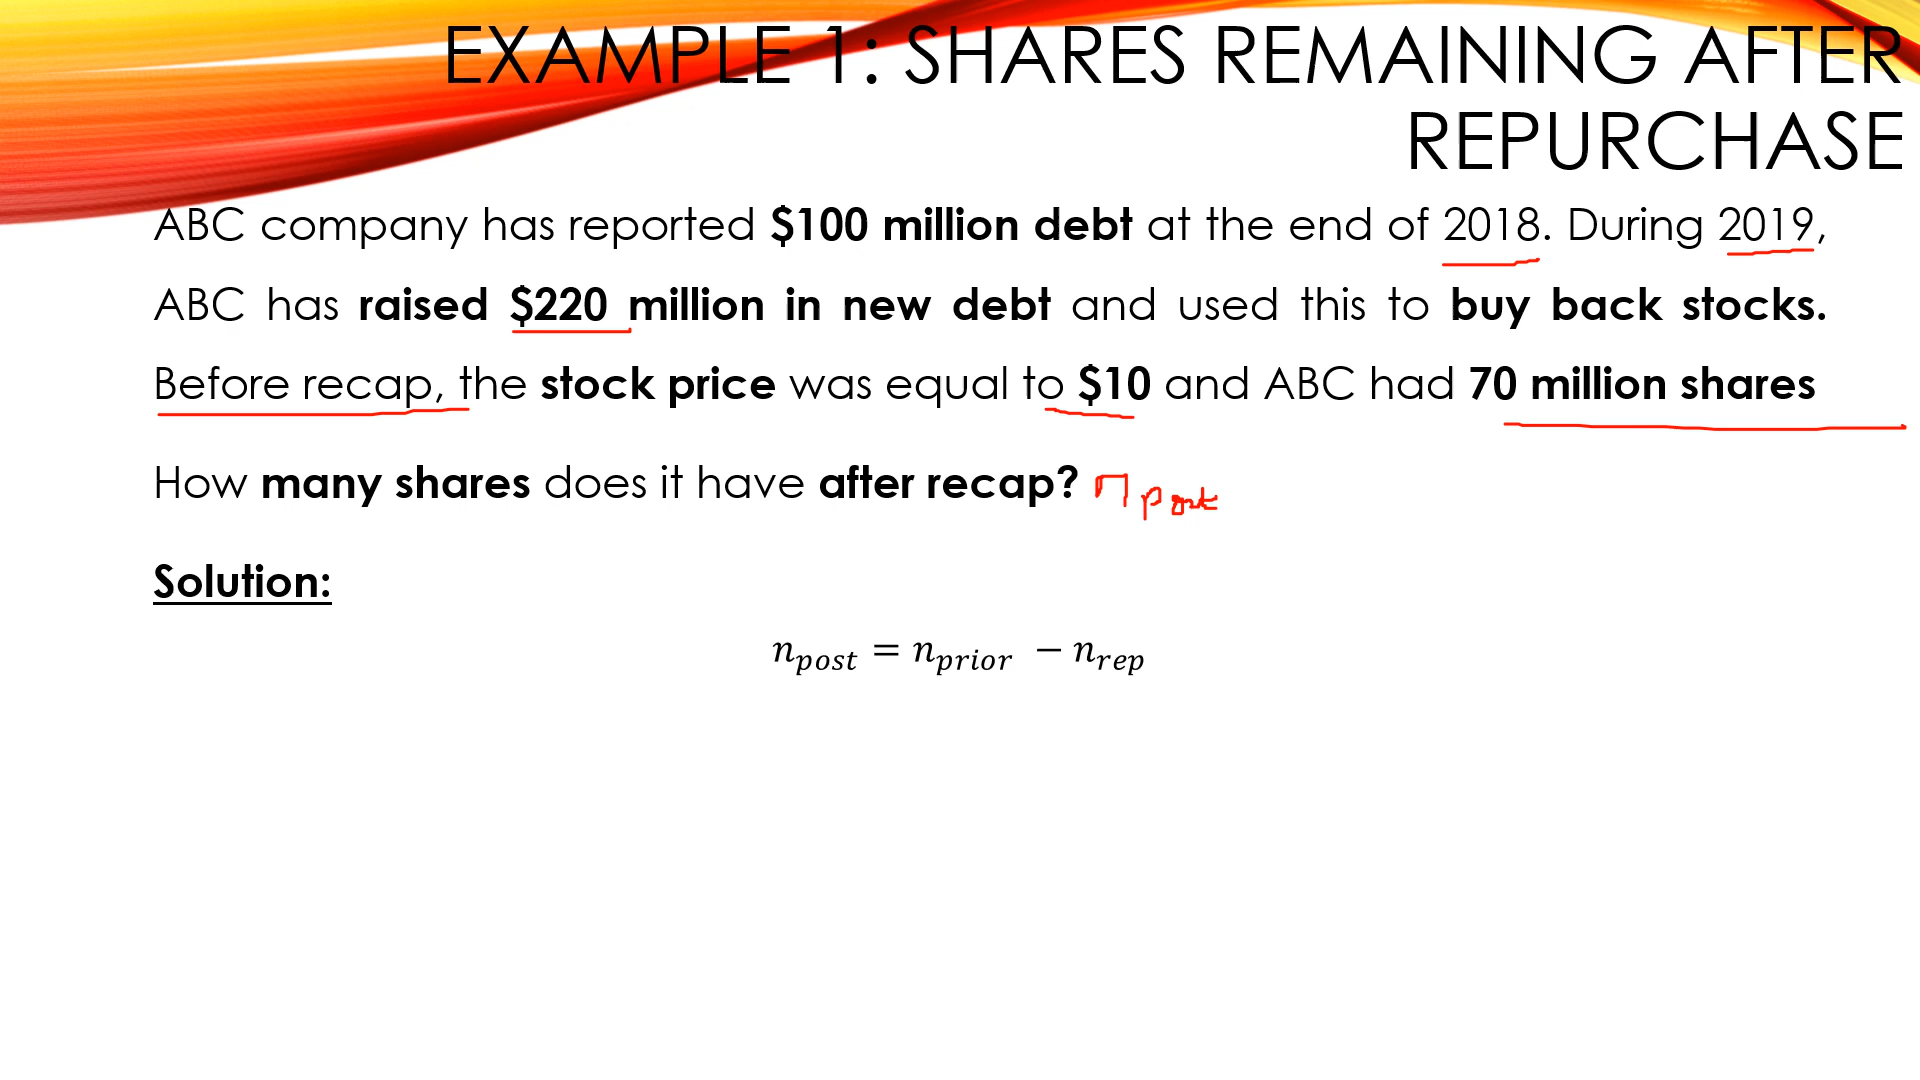 EXAMPLE 1: SHARES REMAINING AFTER
REPURCHASE
ABC company has reported $100 million debt at the end of 2018. During 2019,
ABC has raised $220 million in new debt and used this to buy back stocks.
Before recap, the stock price was equal to $10 and ABC had 70 million shares
How many shares does it have after recap? n post
Solution:
n_post = n_prior − n_rep